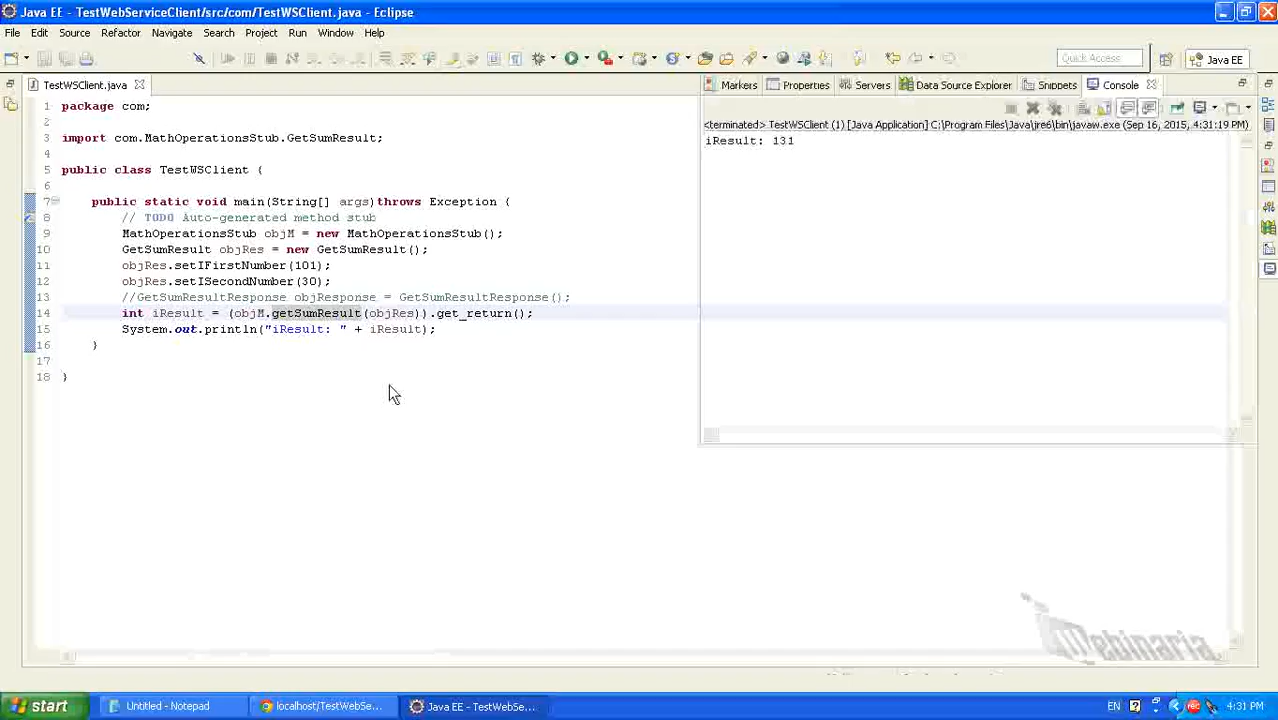 Java EE - TestWebServiceClient/src/com/TestWSClient.java - Eclipse
File Edit Source Refactor Navigate Search Project Run Window Help
Quick Access
Java EE
TestWSClient.java
Markers Properties Servers Data Source Explorer Snippets Console
<terminated> TestWSClient (1) [Java Application] C:\Program Files\Java\jre6\bin\javaw.exe (Sep 16, 2015, 4:31:19 PM)
iResult: 131
1 package com;
2
3 import com.MathOperationsStub.GetSumResult;
4
5 public class TestWSClient {
6
7 public static void main(String[] args)throws Exception {
8 // TODO Auto-generated method stub
9 MathOperationsStub objM = new MathOperationsStub();
10 GetSumResult objRes = new GetSumResult();
11 objRes.setIFirstNumber(101);
12 objRes.setISecondNumber(30);
13 //GetSumResultResponse objResponse = GetSumResultResponse();
14 int iResult = (objM.getSumResult(objRes)).get_return();
15 System.out.println("iResult: " + iResult);
16 }
17
18 }
Webinaria
start
Untitled - Notepad
localhost/TestWebSe...
Java EE - TestWebSe...
EN
4:31 PM